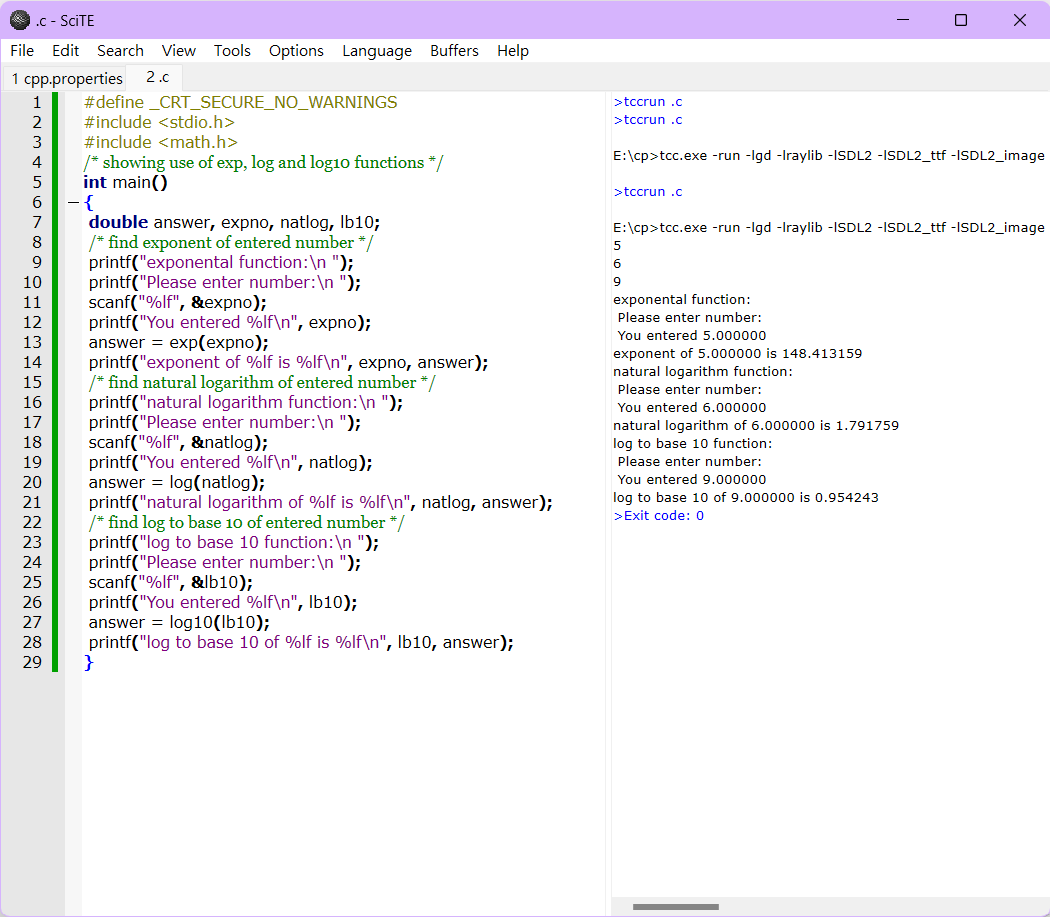 .c - SciTE
File Edit Search View Tools Options Language Buffers Help
1 cpp.properties 2 .c
1 #define _CRT_SECURE_NO_WARNINGS
2 #include <stdio.h>
3 #include <math.h>
4 /* showing use of exp, log and log10 functions */
5 int main()
6 {
7 double answer, expno, natlog, lb10;
8 /* find exponent of entered number */
9 printf("exponental function:\n ");
10 printf("Please enter number:\n ");
11 scanf("%lf", &expno);
12 printf("You entered %lf\n", expno);
13 answer = exp(expno);
14 printf("exponent of %lf is %lf\n", expno, answer);
15 /* find natural logarithm of entered number */
16 printf("natural logarithm function:\n ");
17 printf("Please enter number:\n ");
18 scanf("%lf", &natlog);
19 printf("You entered %lf\n", natlog);
20 answer = log(natlog);
21 printf("natural logarithm of %lf is %lf\n", natlog, answer);
22 /* find log to base 10 of entered number */
23 printf("log to base 10 function:\n ");
24 printf("Please enter number:\n ");
25 scanf("%lf", &lb10);
26 printf("You entered %lf\n", lb10);
27 answer = log10(lb10);
28 printf("log to base 10 of %lf is %lf\n", lb10, answer);
29 }
>tccrun .c
>tccrun .c
E:\cp>tcc.exe -run -lgd -lraylib -lSDL2 -lSDL2_ttf -lSDL2_image
>tccrun .c
E:\cp>tcc.exe -run -lgd -lraylib -lSDL2 -lSDL2_ttf -lSDL2_image
5
6
9
exponental function:
Please enter number:
You entered 5.000000
exponent of 5.000000 is 148.413159
natural logarithm function:
Please enter number:
You entered 6.000000
natural logarithm of 6.000000 is 1.791759
log to base 10 function:
Please enter number:
You entered 9.000000
log to base 10 of 9.000000 is 0.954243
>Exit code: 0